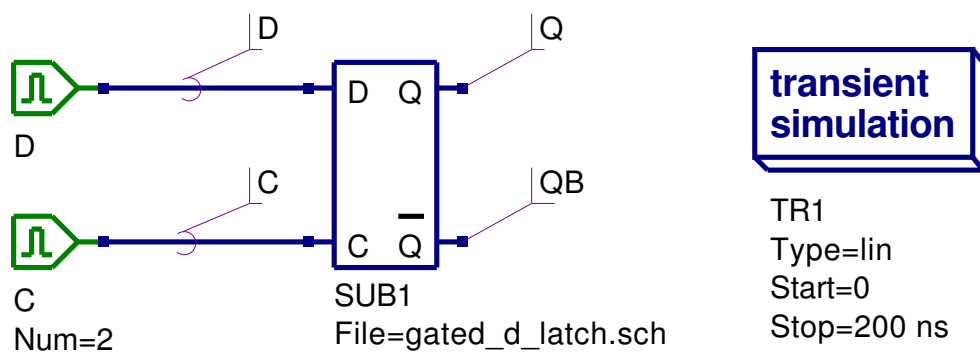 D
Q
D Q
transient
simulation
D
C
QB
C Q
TR1
Type=lin
Start=0
Stop=200 ns
C
Num=2
SUB1
File=gated_d_latch.sch